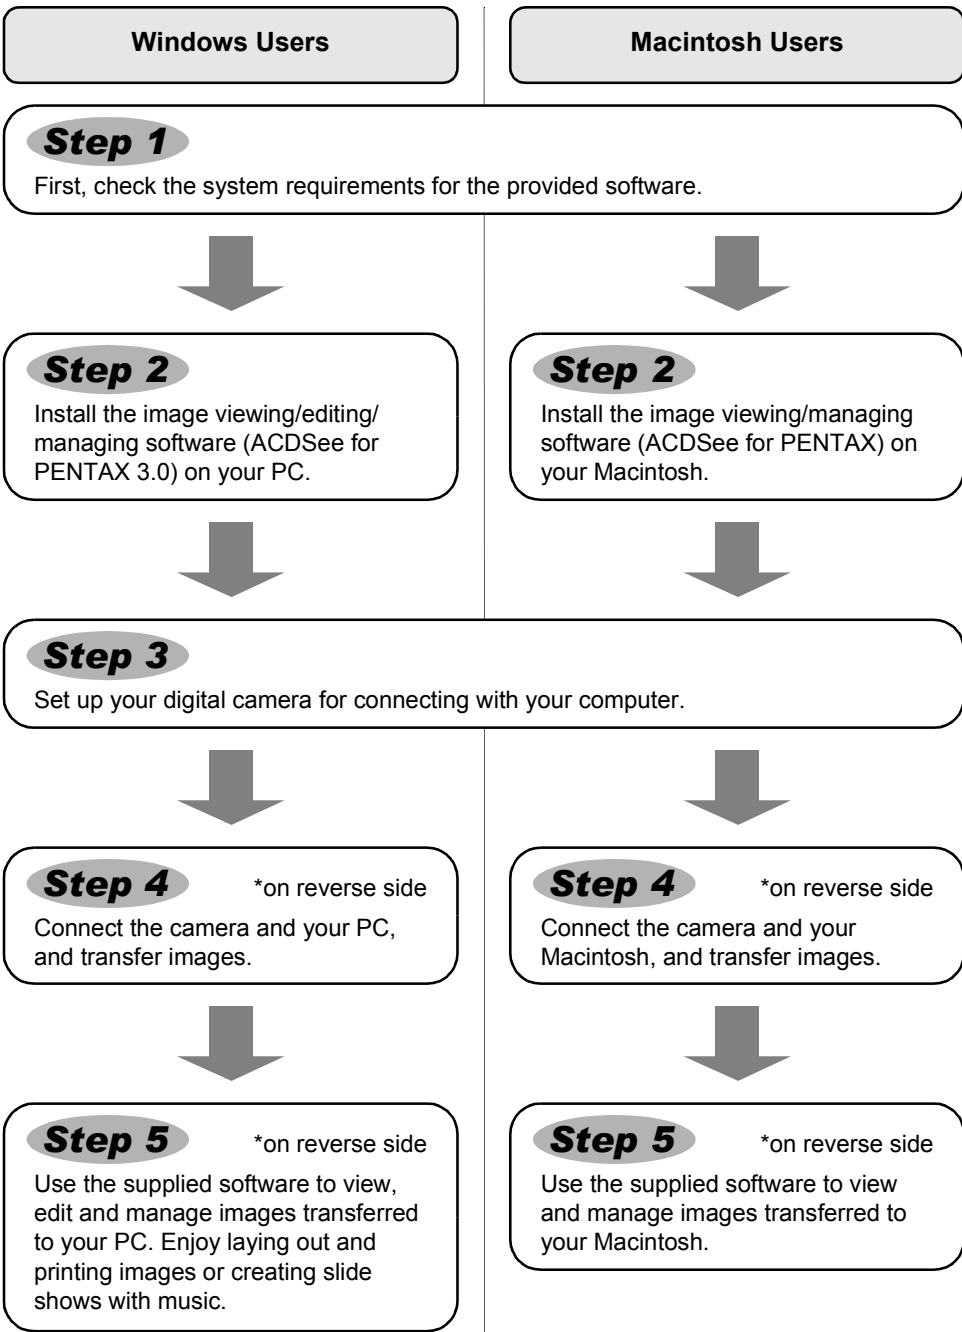 Windows Users
Macintosh Users
Step 1
First, check the system requirements for the provided software.
Step 2
Install the image viewing/editing/
managing software (ACDSee for
PENTAX 3.0) on your PC.
Step 2
Install the image viewing/managing
software (ACDSee for PENTAX) on
your Macintosh.
Step 3
Set up your digital camera for connecting with your computer.
Step 4
*on reverse side
Connect the camera and your PC,
and transfer images.
Step 4
*on reverse side
Connect the camera and your
Macintosh, and transfer images.
Step 5
*on reverse side
Use the supplied software to view,
edit and manage images transferred
to your PC. Enjoy laying out and
printing images or creating slide
shows with music.
Step 5
*on reverse side
Use the supplied software to view
and manage images transferred to
your Macintosh.